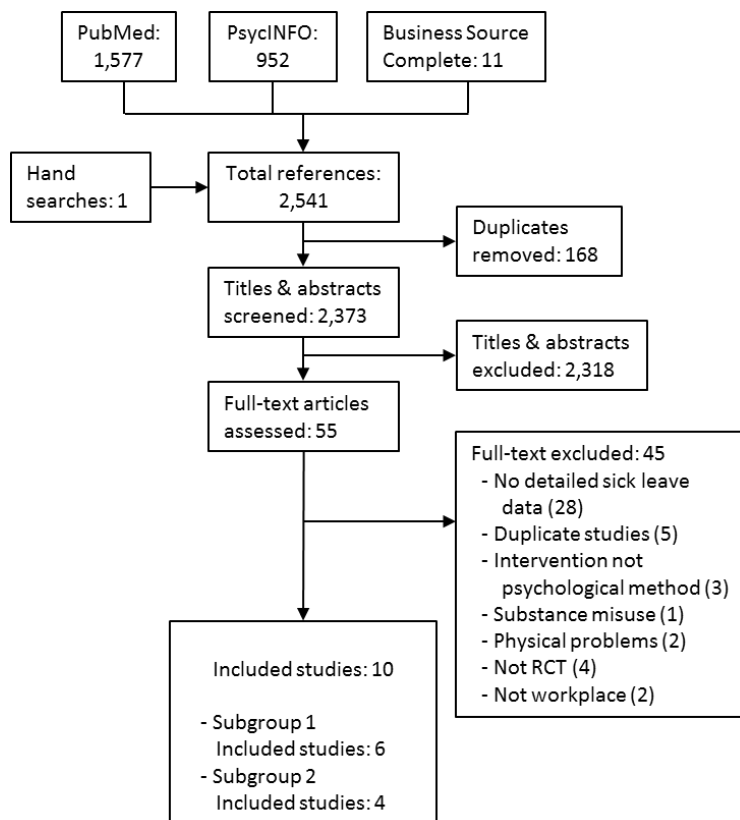 PubMed:
1,577
PsycINFO:
952
Business Source
Complete: 11
Hand
searches: 1
Total references:
2,541
Duplicates
removed: 168
Titles & abstracts
screened: 2,373
Titles & abstracts
excluded: 2,318
Full-text articles
assessed: 55
Full-text excluded: 45
- No detailed sick leave
data (28)
- Duplicate studies (5)
- Intervention not
psychological method (3)
- Substance misuse (1)
- Physical problems (2)
- Not RCT (4)
- Not workplace (2)
Included studies: 10
- Subgroup 1
Included studies: 6
- Subgroup 2
Included studies: 4